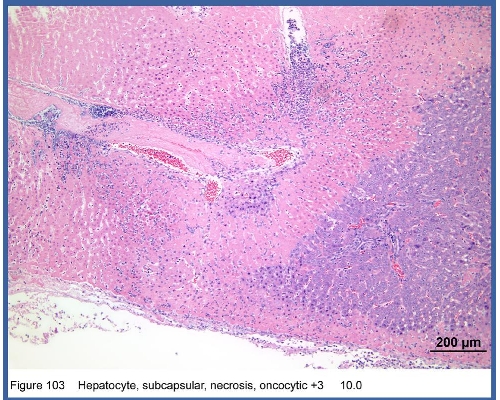 200 µm
Figure 103 Hepatocyte, subcapsular, necrosis, oncocytic +3 10.0